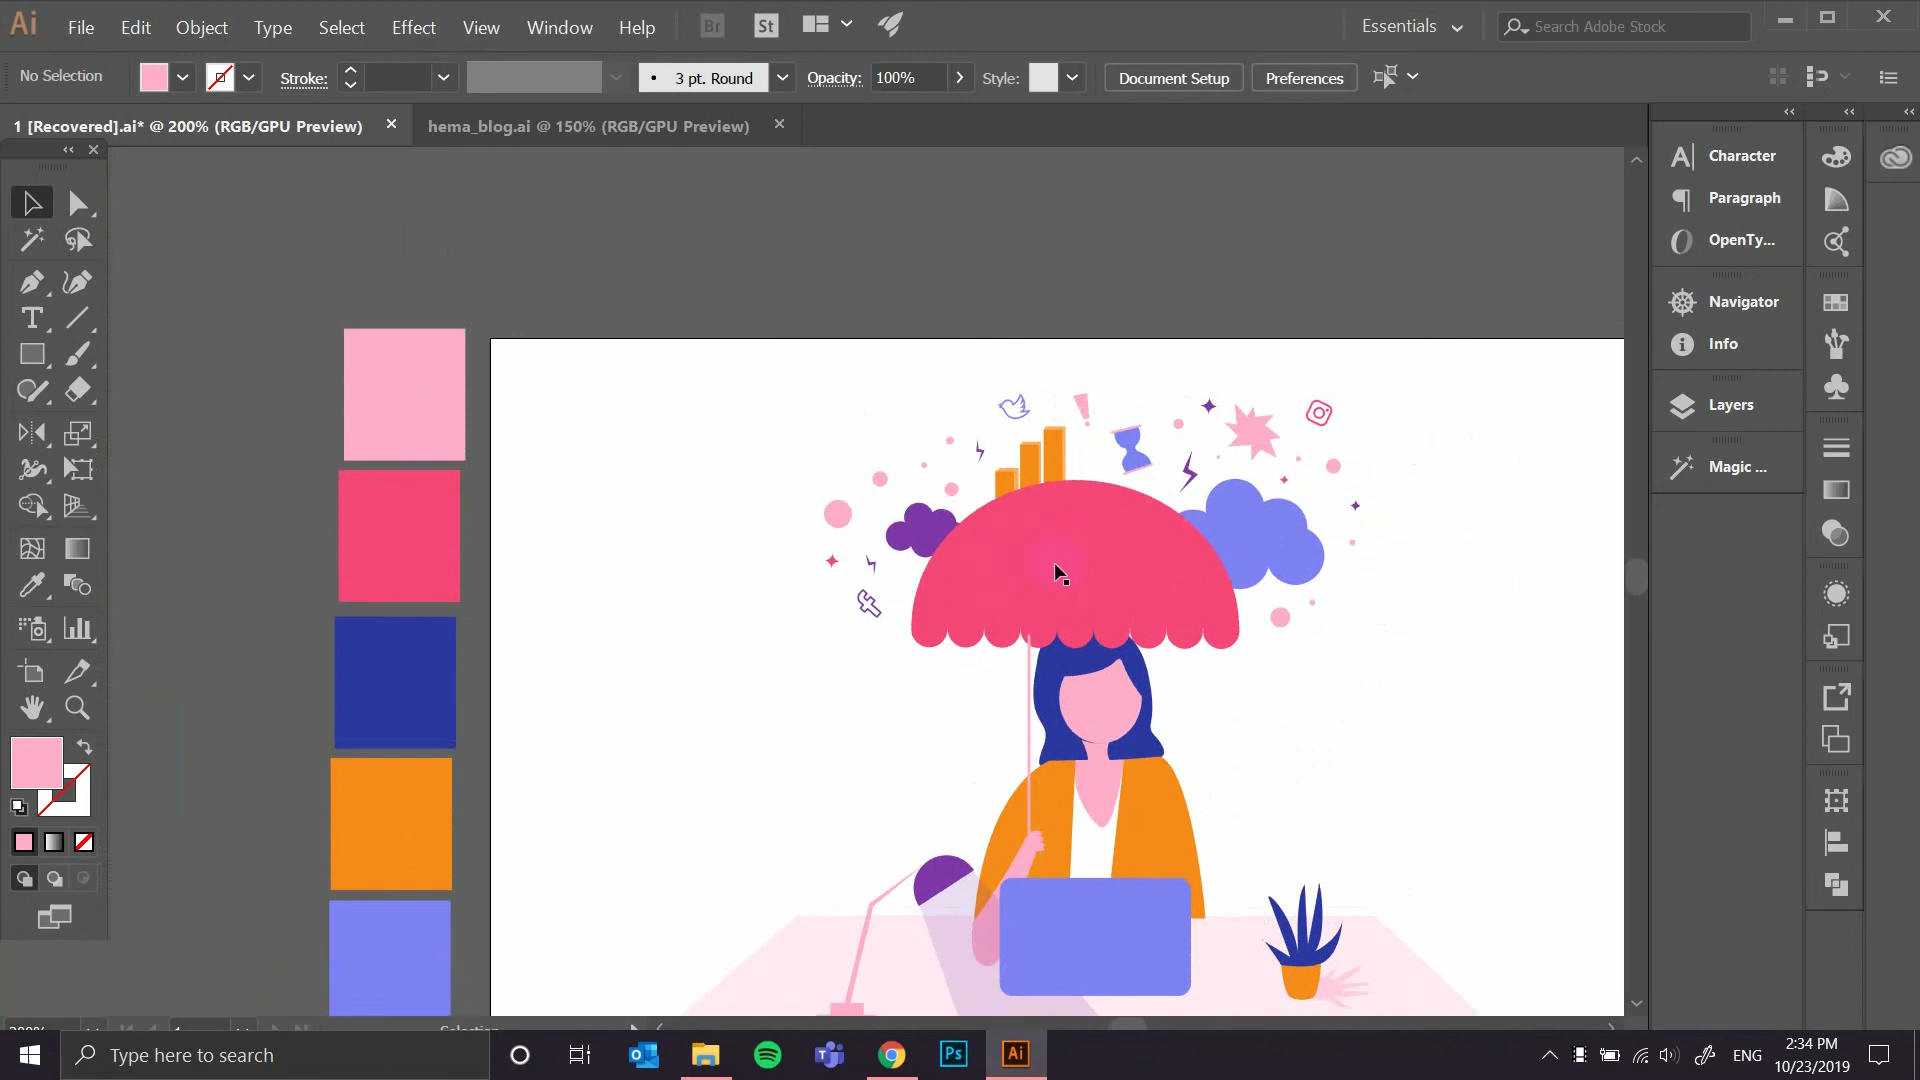 Ai File Edit Object Type Select Effect View Window Help Br St Essentials Search Adobe Stock
No Selection Stroke: 3 pt. Round Opacity: 100% Style: Document Setup Preferences
1 [Recovered].ai* @ 200% (RGB/GPU Preview) hema_blog.ai @ 150% (RGB/GPU Preview)
Character
Paragraph
OpenTy...
Navigator
Info
Layers
Magic ...
Selection
Type here to search
Ps Ai
ENG
2:34 PM
10/23/2019